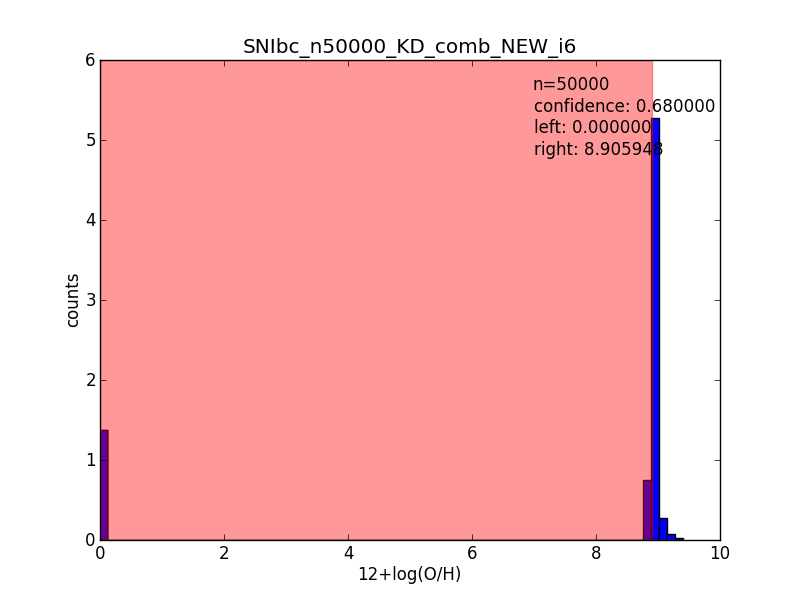 SNIbc_n50000_KD_comb_NEW_i6
6
n=50000
confidence: 0.680000
left: 0.000000
right: 8.905948
5
4
3
2
1
0
counts
0 2 4 6 8 10
12+log(O/H)